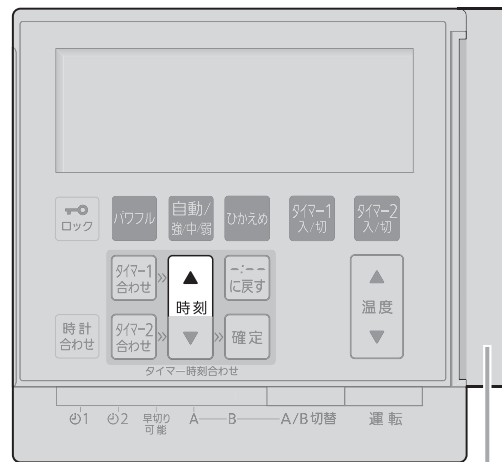 ロック
パワフル
自動/
強/中/弱
ひかえめ
タイマー1
入/切
タイマー2
入/切
タイマー1
合わせ
»
▲
時刻
▼
-:--
に戻す
▲
温度
▼
時計
合わせ
タイマー2
合わせ
»
»
確定
タイマー時刻合わせ
1
2
早切り
可能
A
B
A/B切替
運転